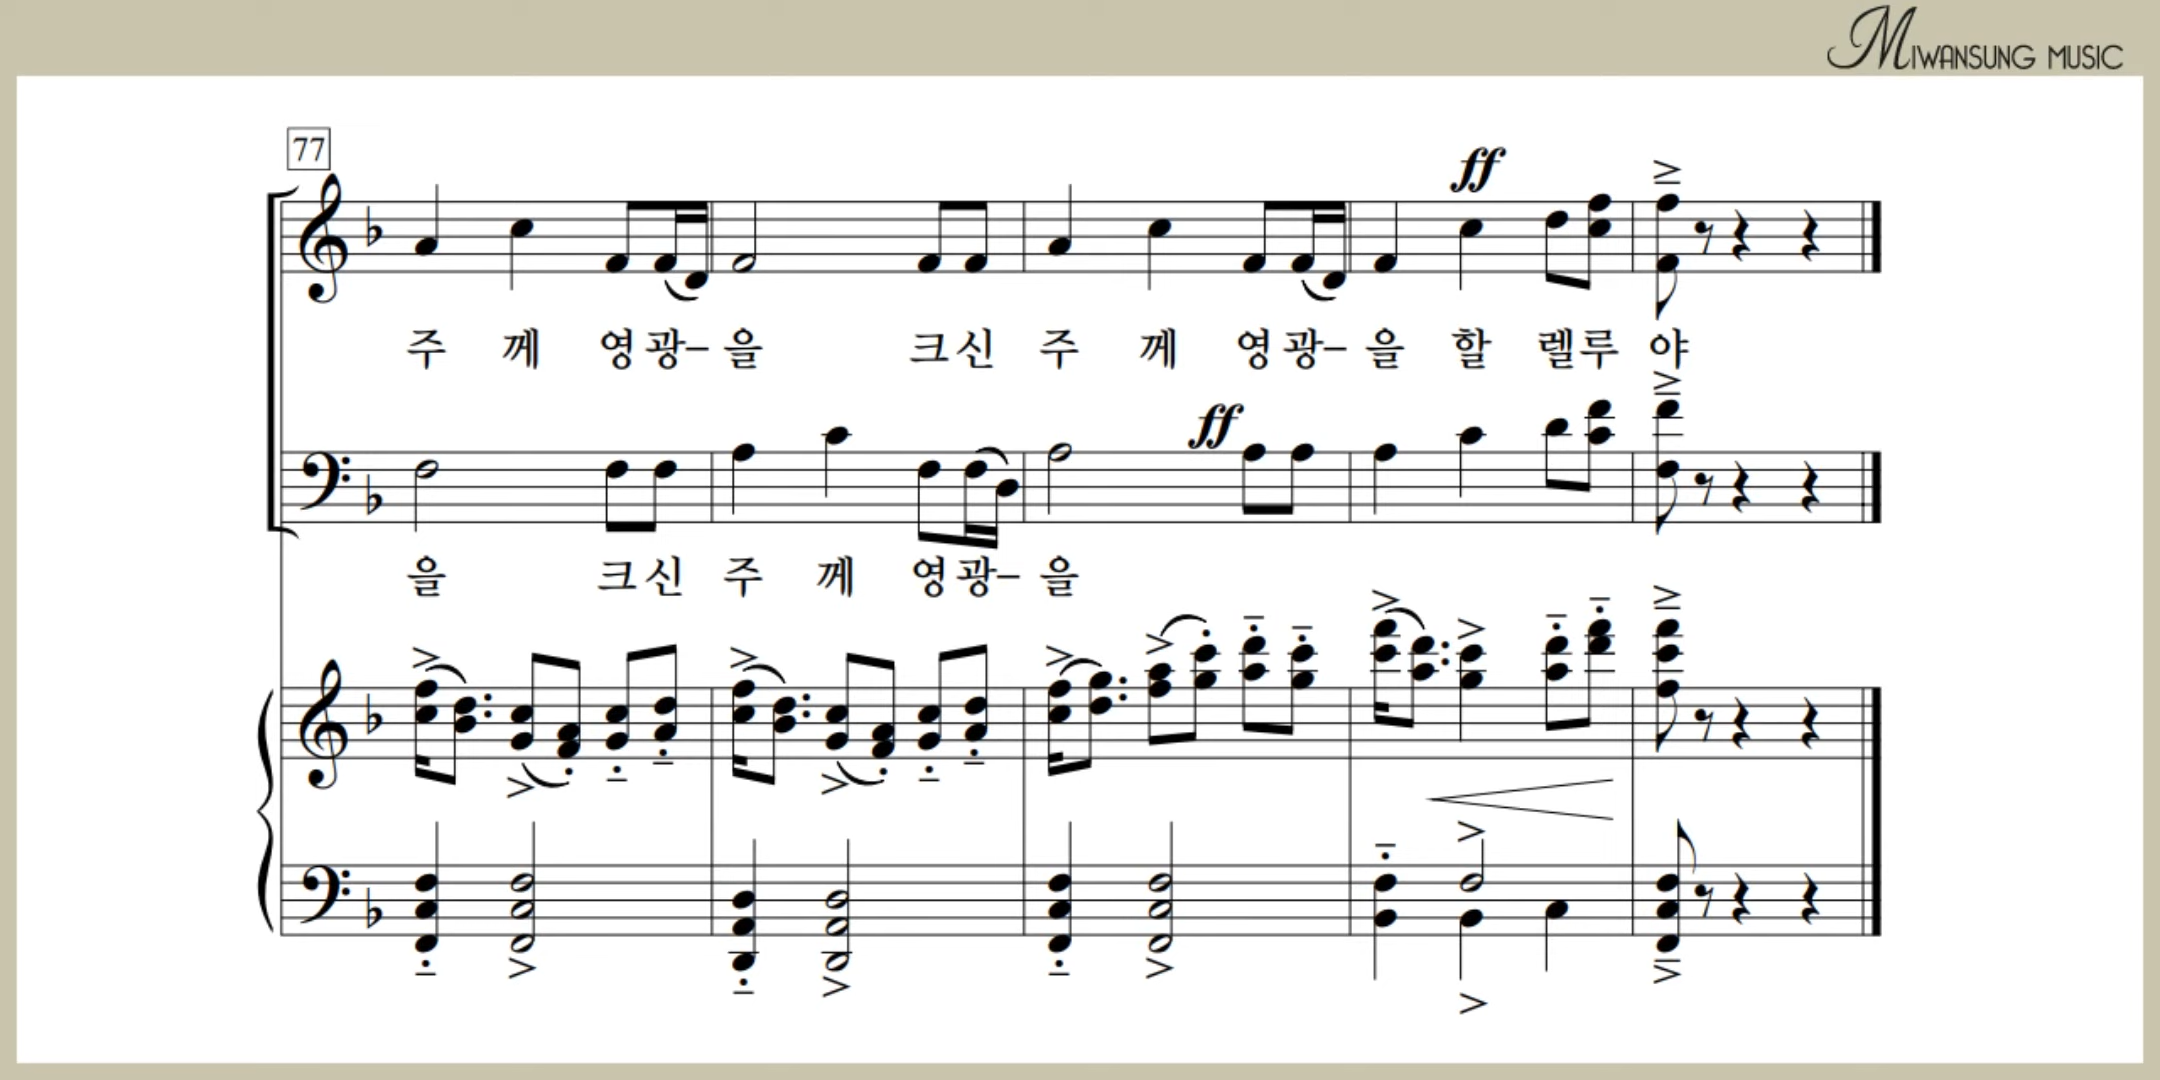 MIWANSUNG MUSIC
77
ff
주 께 영 광– 을 크 신 주 께 영 광– 을 할 렐 루 야
ff
을 크 신 주 께 영 광– 을